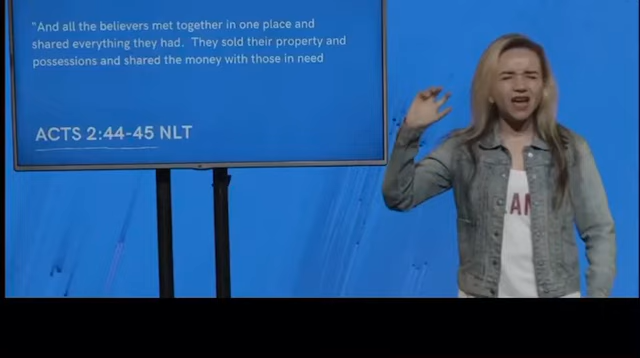 "And all the believers met together in one place and
shared everything they had. They sold their property and
possessions and shared the money with those in need
ACTS 2:44-45 NLT